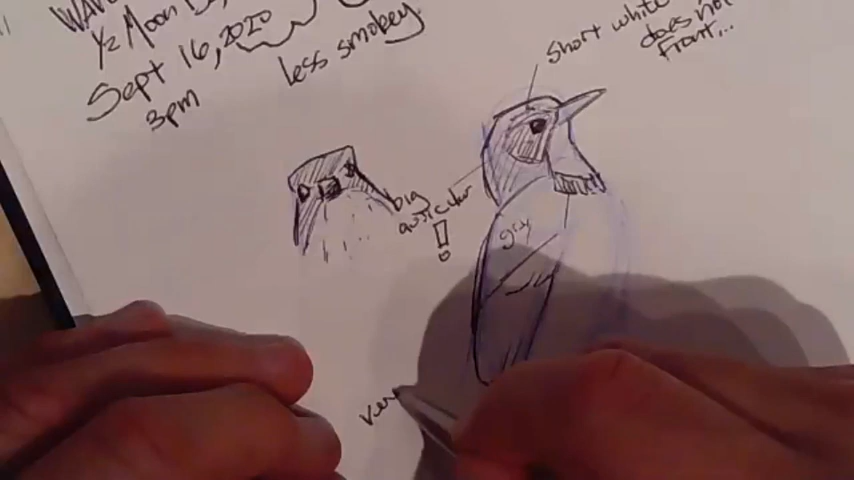 ½ Moon
Sept 16, 2020
3pm
less smokey
short white
does not
front...
big
auricular
!
gray